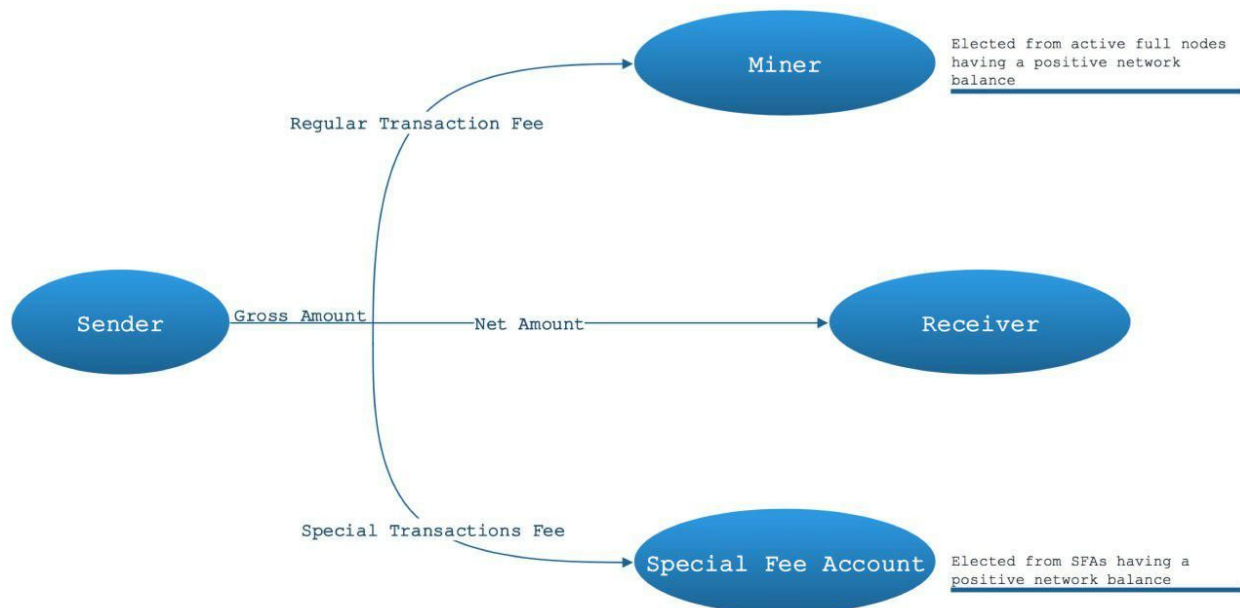 Miner
Elected from active full nodes
having a positive network
balance
Regular Transaction Fee
Sender
Gross Amount
Net Amount
Receiver
Special Transactions Fee
Special Fee Account
Elected from SFAs having a
positive network balance